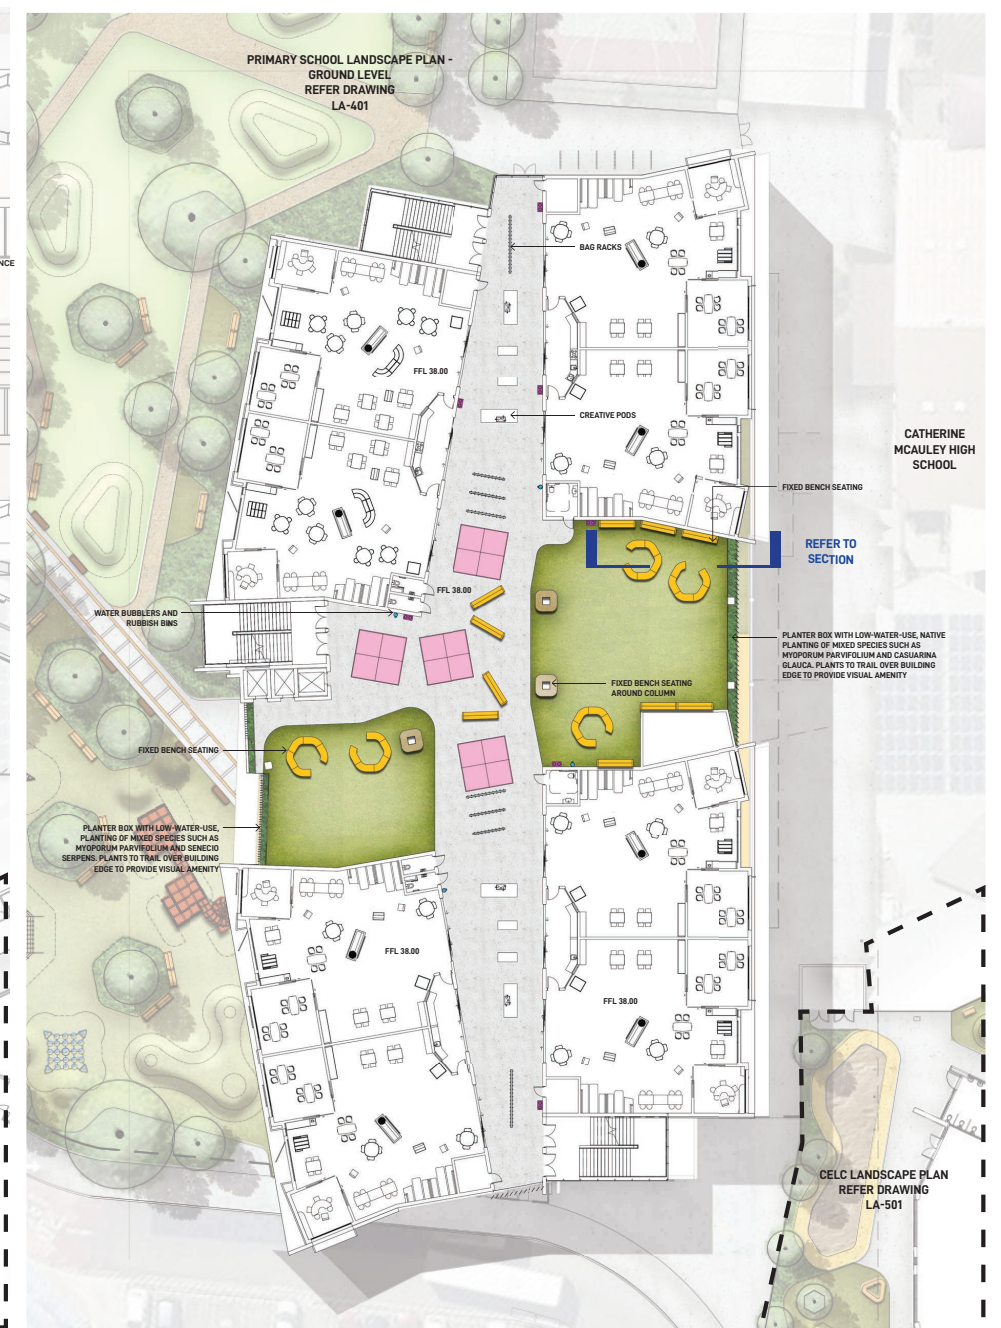 PRIMARY SCHOOL LANDSCAPE PLAN -
GROUND LEVEL
REFER DRAWING
LA-401
NCE
BAG RACKS
FFL 38.00
CREATIVE PODS
CATHERINE
MCAULEY HIGH
SCHOOL
FIXED BENCH SEATING
REFER TO
SECTION
FFL 38.00
WATER BUBBLERS AND
RUBBISH BINS
PLANTER BOX WITH LOW-WATER-USE, NATIVE
PLANTING OF MIXED SPECIES SUCH AS
MYOPORUM PARVIFOLIUM AND CASUARINA
GLAUCA. PLANTS TO TRAIL OVER BUILDING
EDGE TO PROVIDE VISUAL AMENITY
FIXED BENCH SEATING
AROUND COLUMN
FIXED BENCH SEATING
PLANTER BOX WITH LOW-WATER-USE,
PLANTING OF MIXED SPECIES SUCH AS
MYOPORUM PARVIFOLIUM AND SENECIO
SERPENS. PLANTS TO TRAIL OVER BUILDING
EDGE TO PROVIDE VISUAL AMENITY
FFL 38.00
FFL 38.00
CELC LANDSCAPE PLAN
REFER DRAWING
LA-501